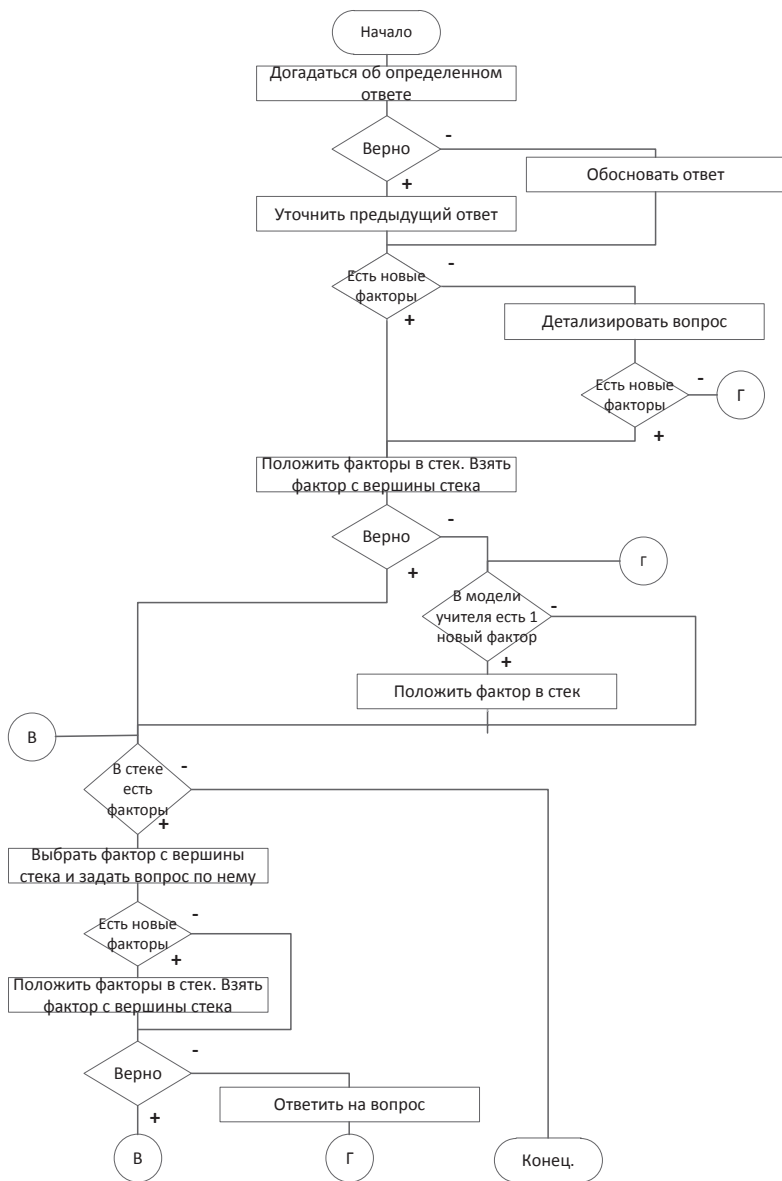 Начало
Догадаться об определенном
ответе
-
Верно
Обосновать ответ
+
Уточнить предыдущий ответ
-
Есть новые
факторы
+
Детализировать вопрос
-
Есть новые
факторы
Г
+
Положить факторы в стек. Взять
фактор с вершины стека
-
Верно
+
г
В модели
учителя есть 1
новый фактор
-
+
Положить фактор в стек
В
-
В стеке
есть
факторы
+
Выбрать фактор с вершины
стека и задать вопрос по нему
-
Есть новые
факторы
+
Положить факторы в стек. Взять
фактор с вершины стека
-
Верно
+
Ответить на вопрос
В
Г
Конец.